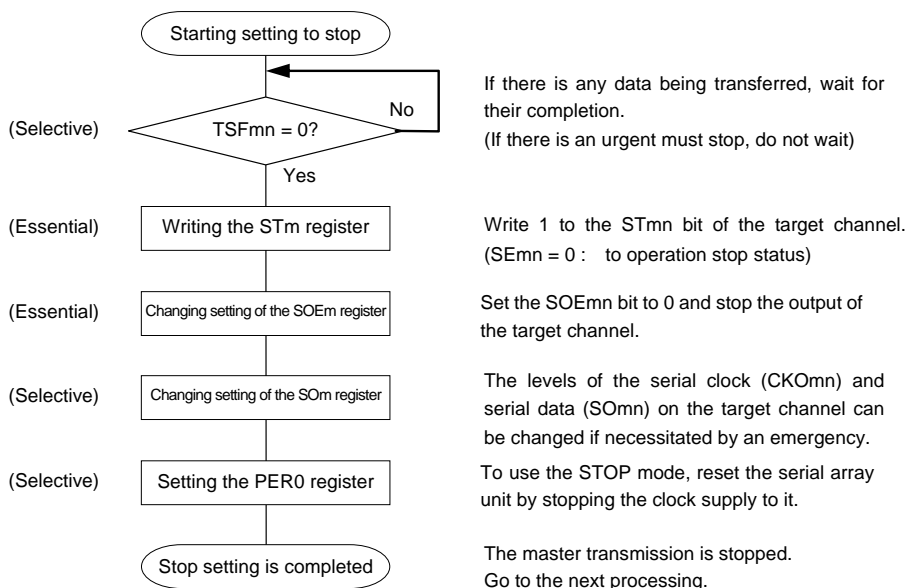 Starting setting to stop
If there is any data being transferred, wait for
their completion.
(If there is an urgent must stop, do not wait)
(Selective)
TSFmn = 0?
No
Yes
(Essential)
Writing the STm register
Write 1 to the STmn bit of the target channel.
(SEmn = 0 : to operation stop status)
(Essential)
Changing setting of the SOEm register
Set the SOEmn bit to 0 and stop the output of
the target channel.
(Selective)
Changing setting of the SOm register
The levels of the serial clock (CKOmn) and
serial data (SOmn) on the target channel can
be changed if necessitated by an emergency.
(Selective)
Setting the PER0 register
To use the STOP mode, reset the serial array
unit by stopping the clock supply to it.
Stop setting is completed
The master transmission is stopped.
Go to the next processing.